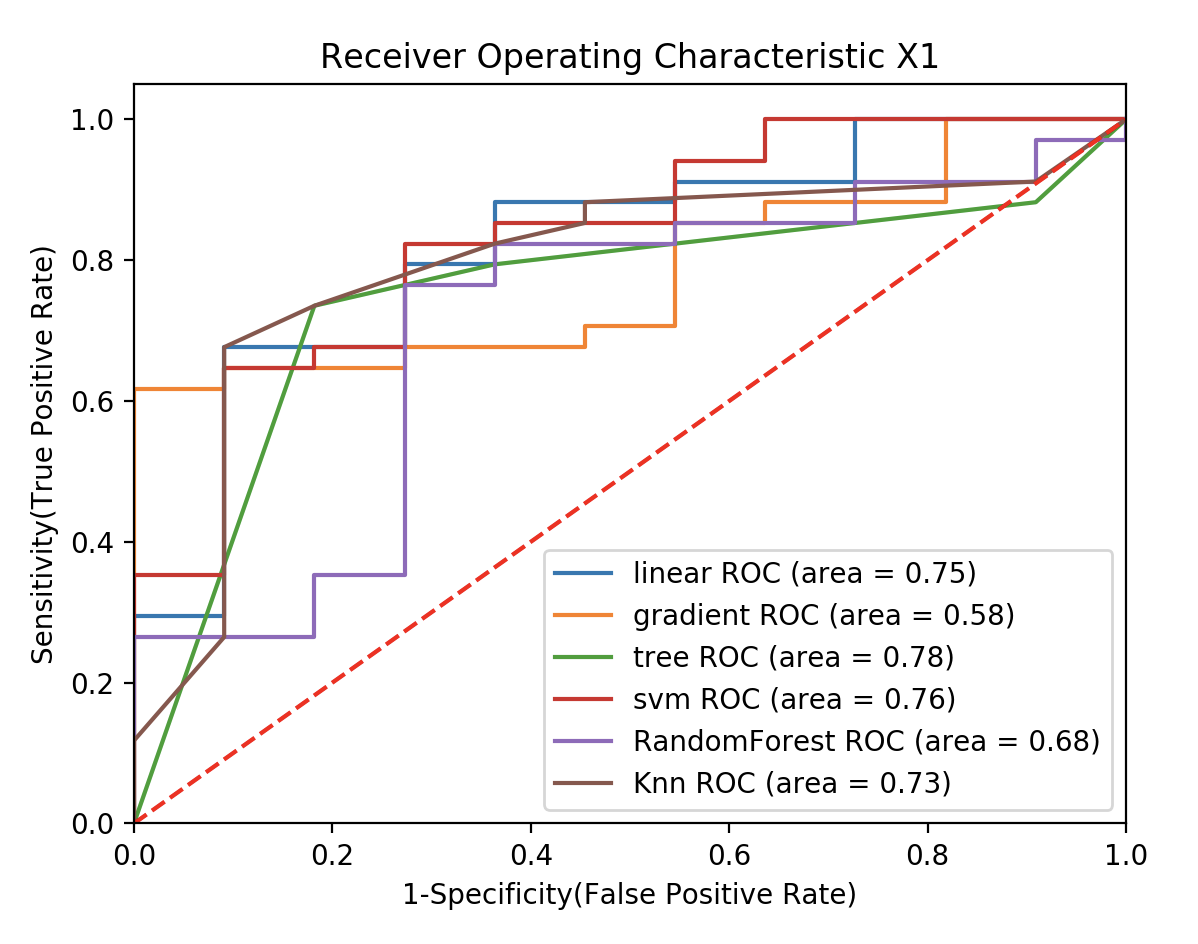 Receiver Operating Characteristic X1
Sensitivity(True Positive Rate)
1.0
0.8
0.6
0.4
0.2
0.0
linear ROC (area = 0.75)
gradient ROC (area = 0.58)
tree ROC (area = 0.78)
svm ROC (area = 0.76)
RandomForest ROC (area = 0.68)
Knn ROC (area = 0.73)
0.0 0.2 0.4 0.6 0.8 1.0
1-Specificity(False Positive Rate)